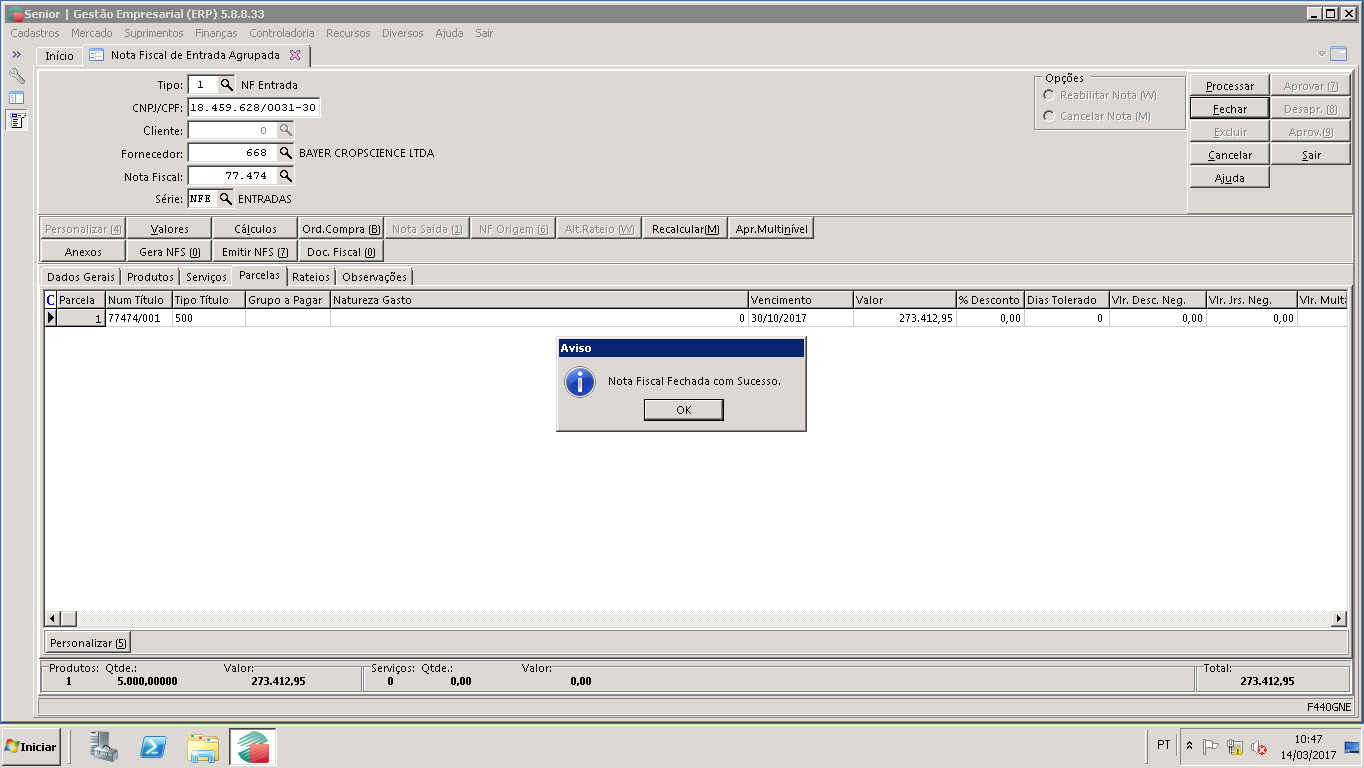 Senior | Gestão Empresarial (ERP) 5.8.8.33
Cadastros Mercado Suprimentos Finanças Controladoria Recursos Diversos Ajuda Sair
Início Nota Fiscal de Entrada Agrupada
Tipo: 1 NF Entrada
CNPJ/CPF: 18.459.628/0031-30
Cliente: 0
Fornecedor: 668 BAYER CROPSCIENCE LTDA
Nota Fiscal: 77.474
Série: NFE ENTRADAS
Opções
Reabilitar Nota (W)
Cancelar Nota (M)
Processar Aprovar (7)
Fechar Desapr. (8)
Excluir Aprov.(9)
Cancelar Sair
Ajuda
Personalizar (4) Valores Cálculos Ord.Compra (B) Nota Saída (1) NF Origem (6) Alt.Rateio (W) Recalcular(M) Apr.Multinível
Anexos Gera NFS (0) Emitir NFS (7) Doc. Fiscal (0)
Dados Gerais Produtos Serviços Parcelas Rateios Observações
C Parcela Num Título Tipo Título Grupo a Pagar Natureza Gasto Vencimento Valor % Desconto Dias Tolerado Vlr. Desc. Neg. Vlr. Jrs. Neg. Vlr. Multa
1 77474/001 500 0 30/10/2017 273.412,95 0,00 0 0,00 0,00
Aviso
Nota Fiscal Fechada com Sucesso.
OK
Personalizar (5)
Produtos: Qtde.: Valor: Serviços: Qtde.: Valor: Total:
1 5.000,00000 273.412,95 0 0,00 0,00 273.412,95
F440GNE
Iniciar
PT
10:47
14/03/2017